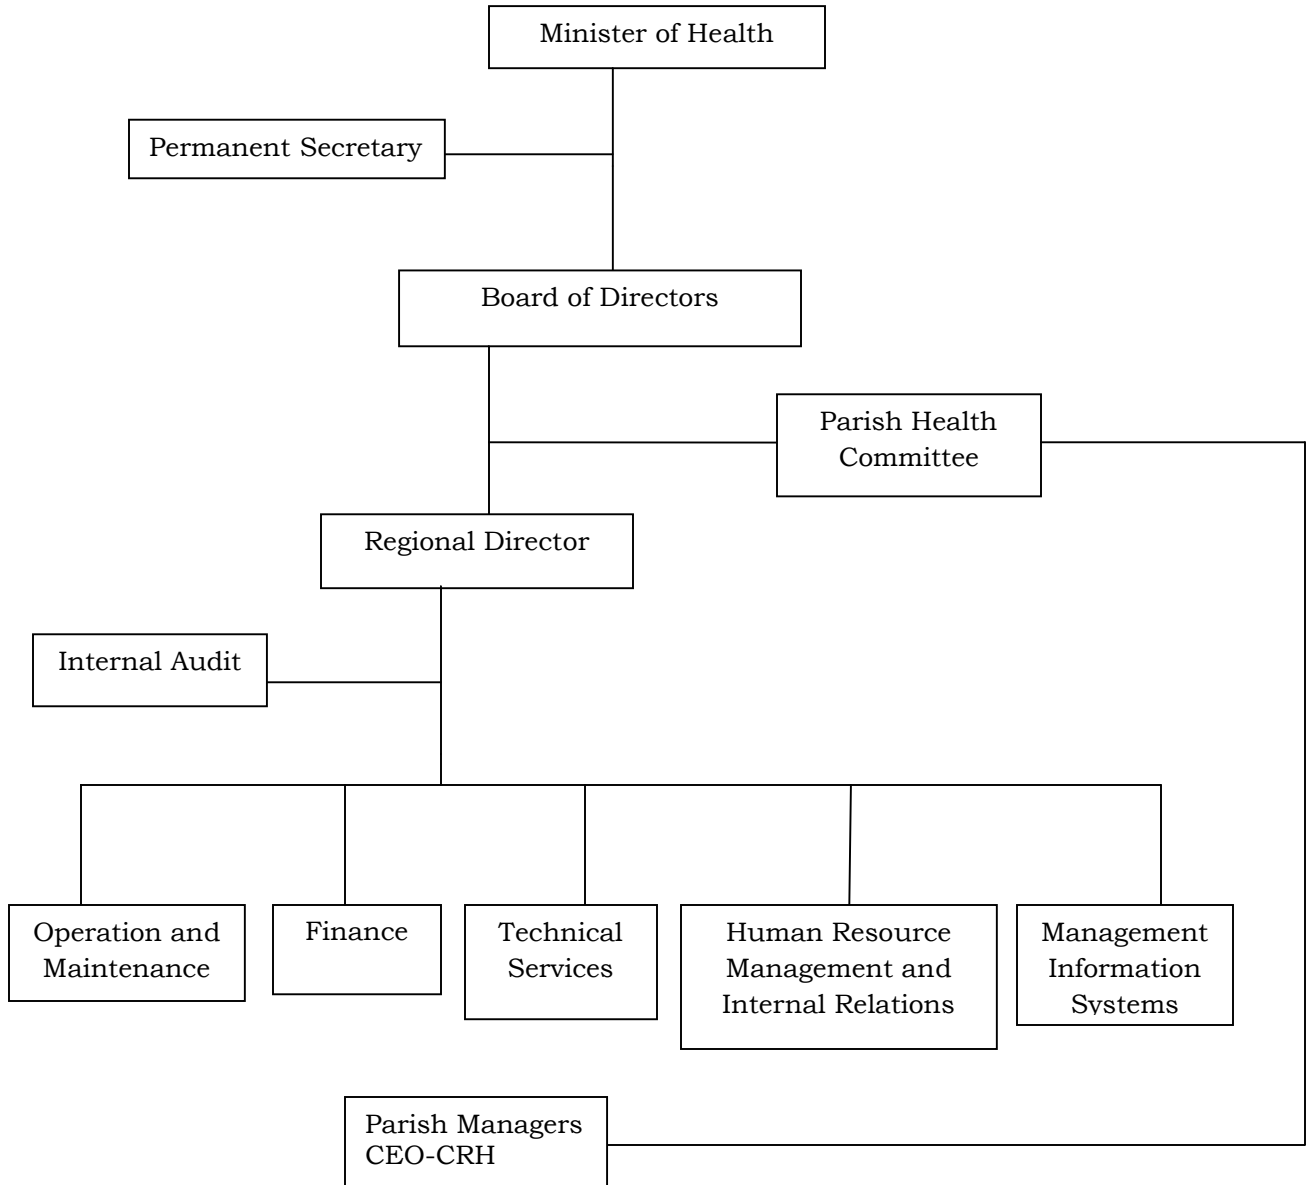 Minister of Health
Permanent Secretary
Board of Directors
Parish Health
Committee
Regional Director
Internal Audit
Operation and
Maintenance
Finance
Technical
Services
Human Resource
Management and
Internal Relations
Management
Information
Systems
Parish Managers
CEO-CRH